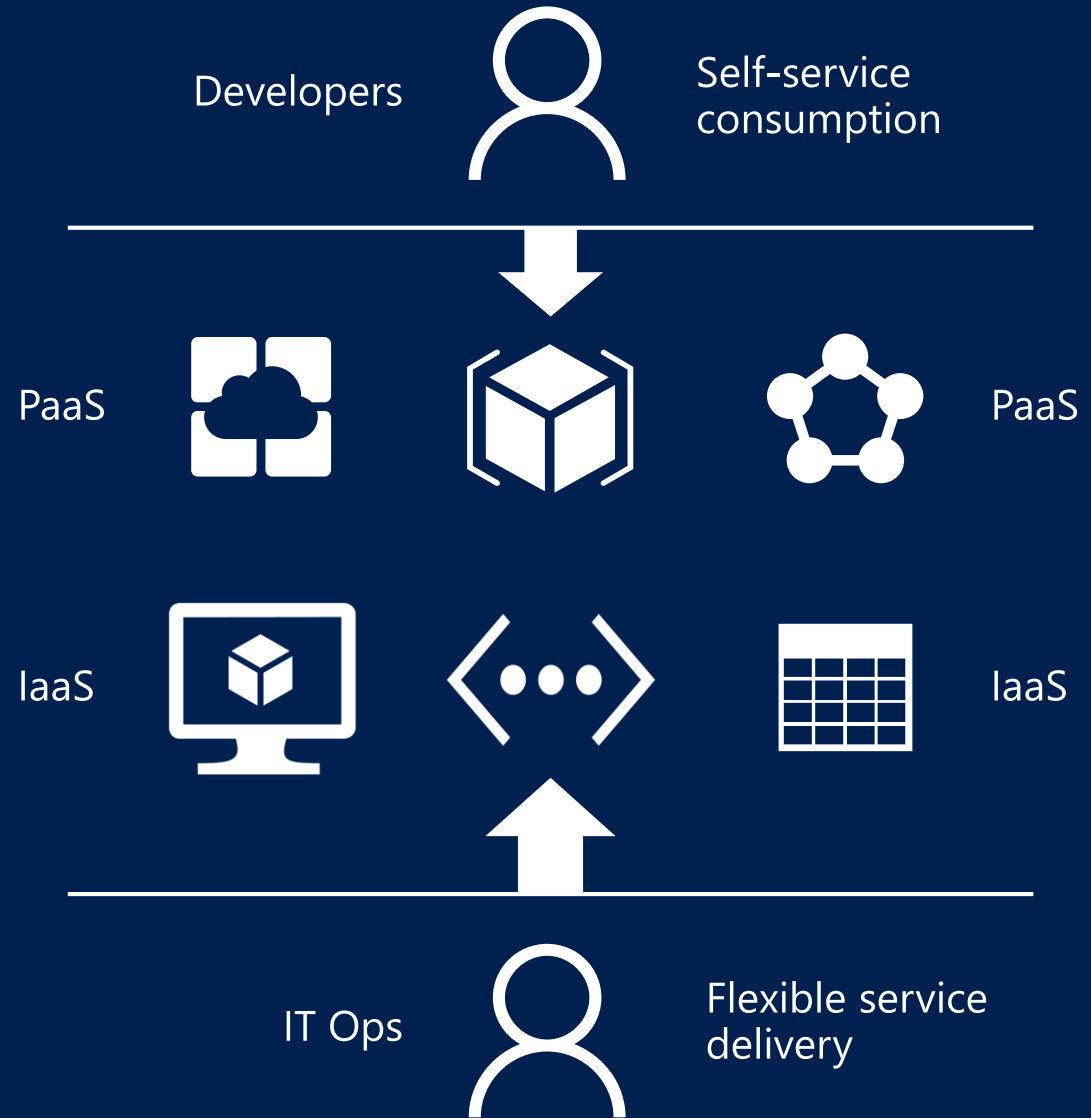 Developers
Self-service
consumption
PaaS
PaaS
IaaS
IaaS
IT Ops
Flexible service
delivery